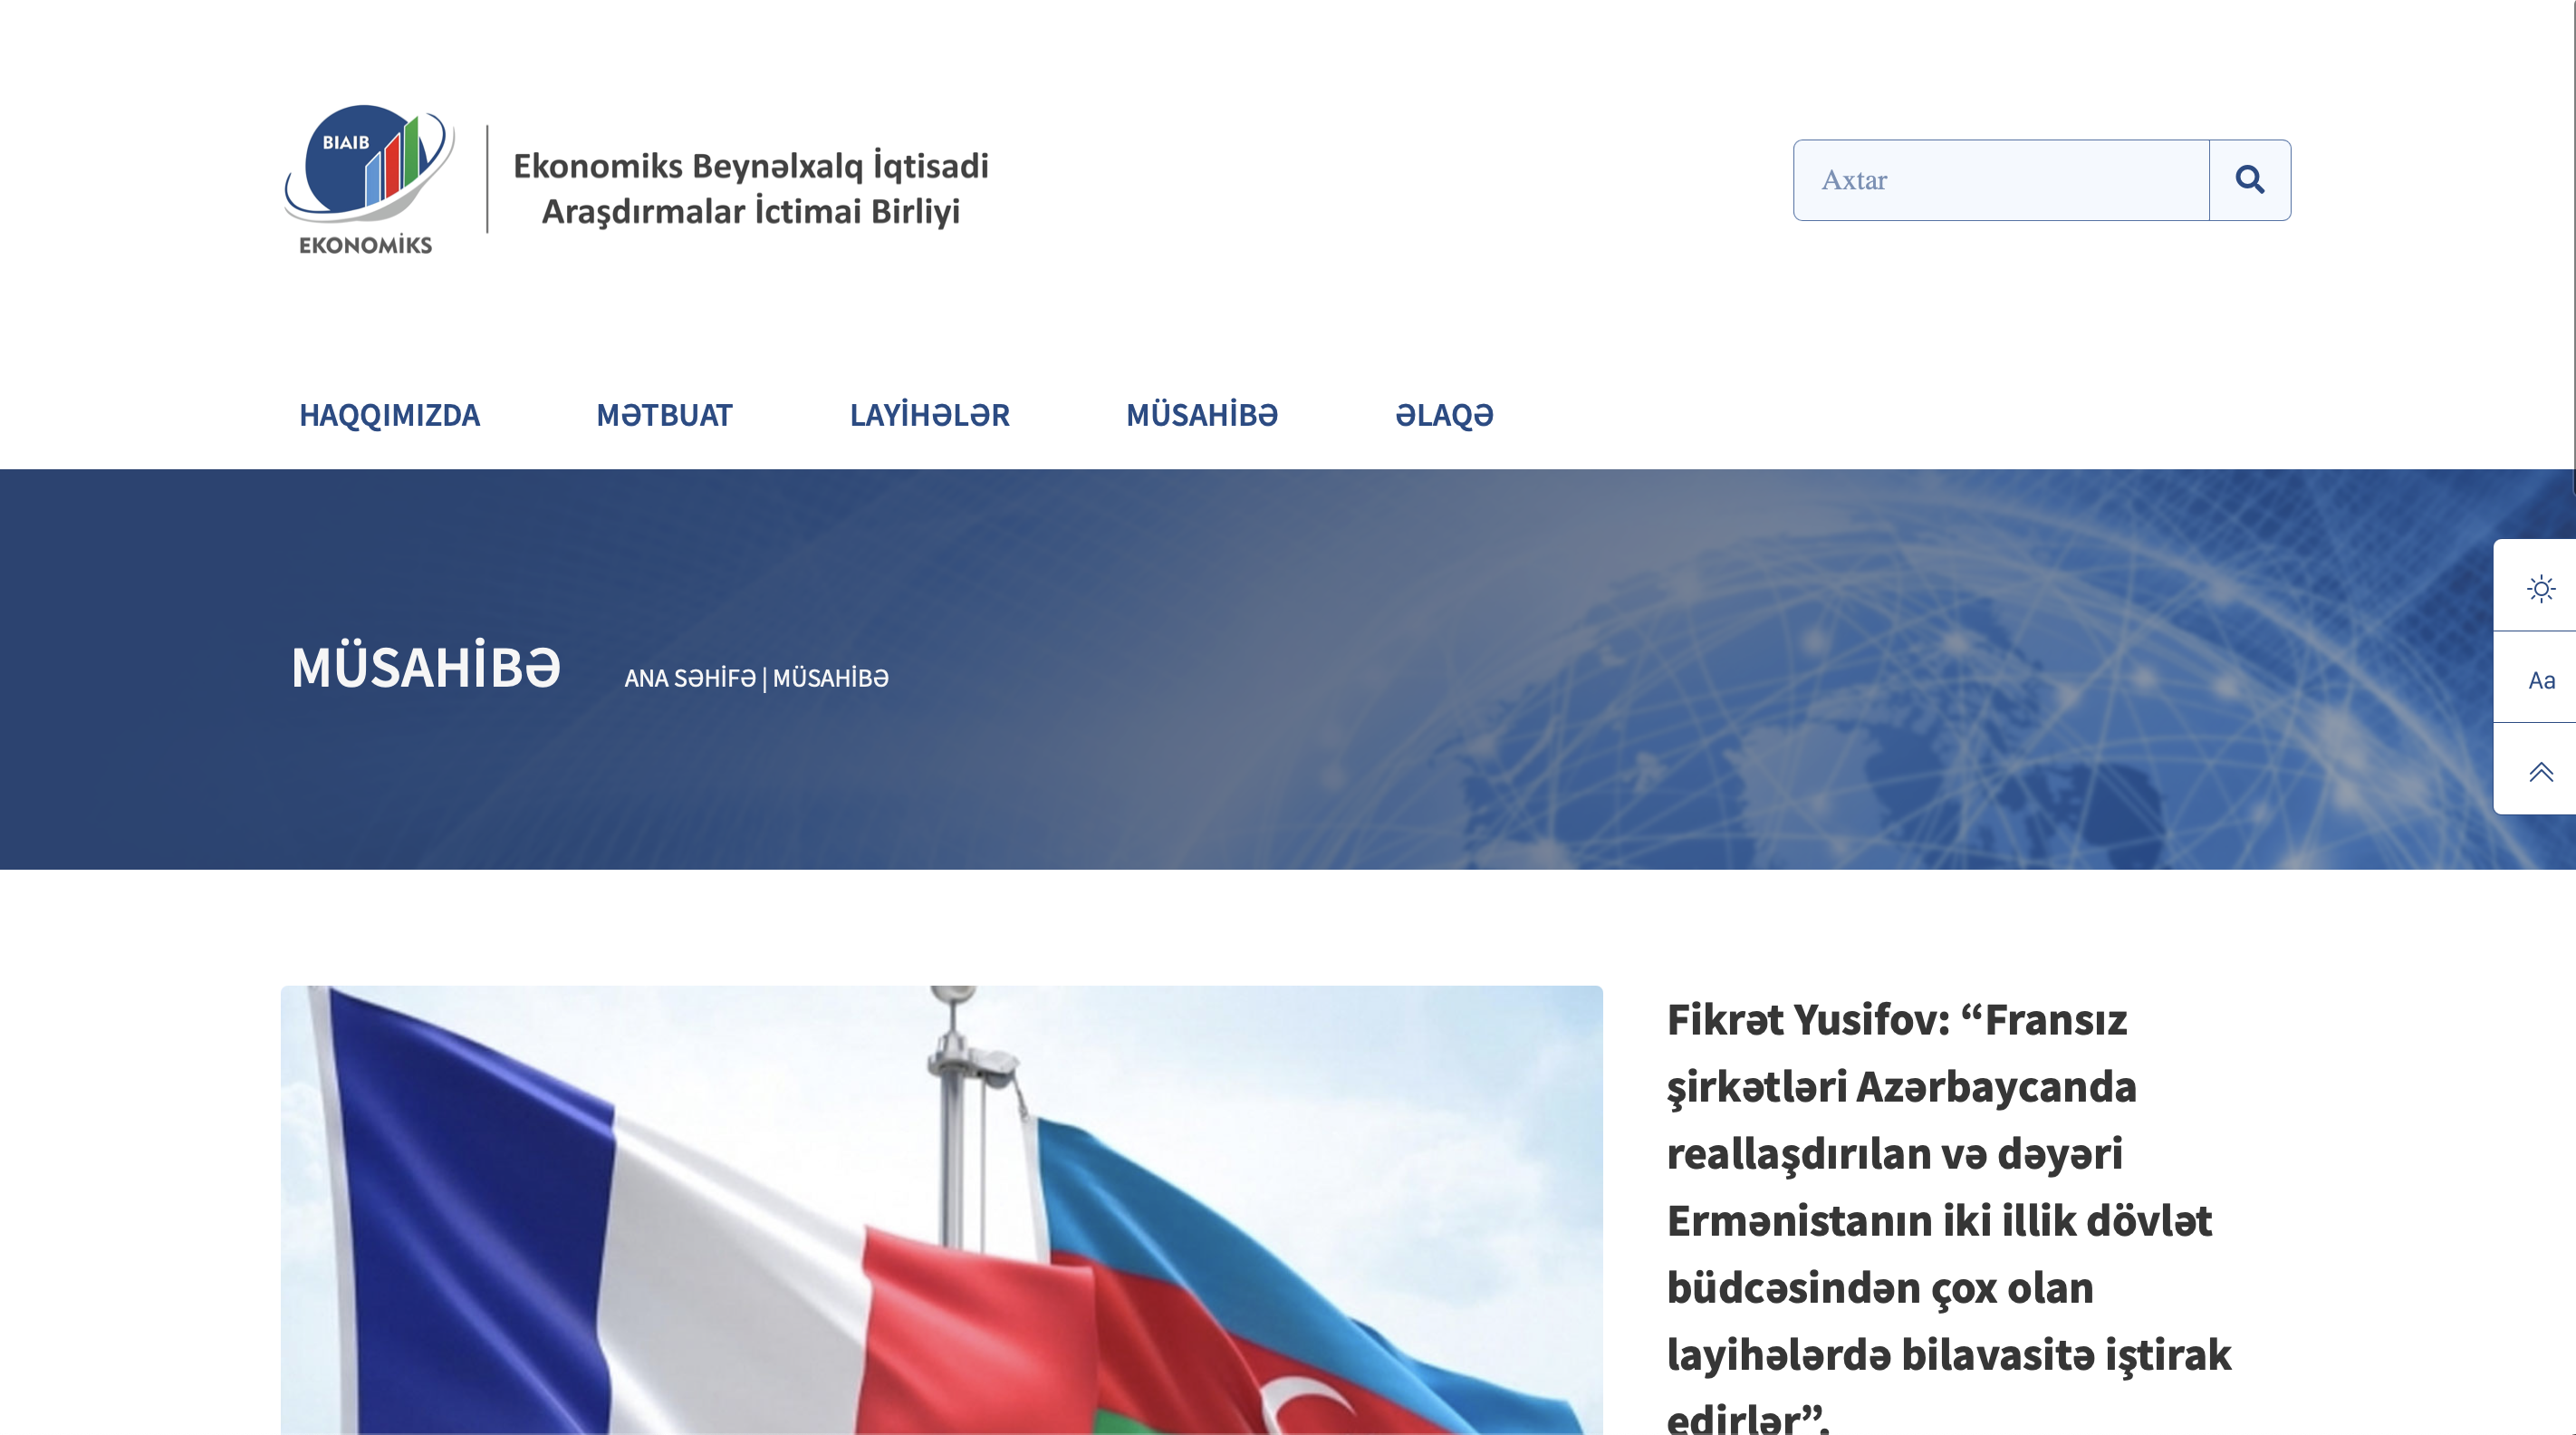 BIAIB
EKONOMİKS
Ekonomiks Beynəlxalq İqtisadi
Araşdırmalar İctimai Birliyi
Axtar
HAQQIMIZDA
MƏTBUAT
LAYİHƏLƏR
MÜSAHİBƏ
ƏLAQƏ
MÜSAHİBƏ
ANA SƏHİFƏ | MÜSAHİBƏ
Aa
Fikrət Yusifov: “Fransız
şirkətləri Azərbaycanda
reallaşdırılan və dəyəri
Ermənistanın iki illik dövlət
büdcəsindən çox olan
layihələrdə bilavasitə iştirak
edirlər”.